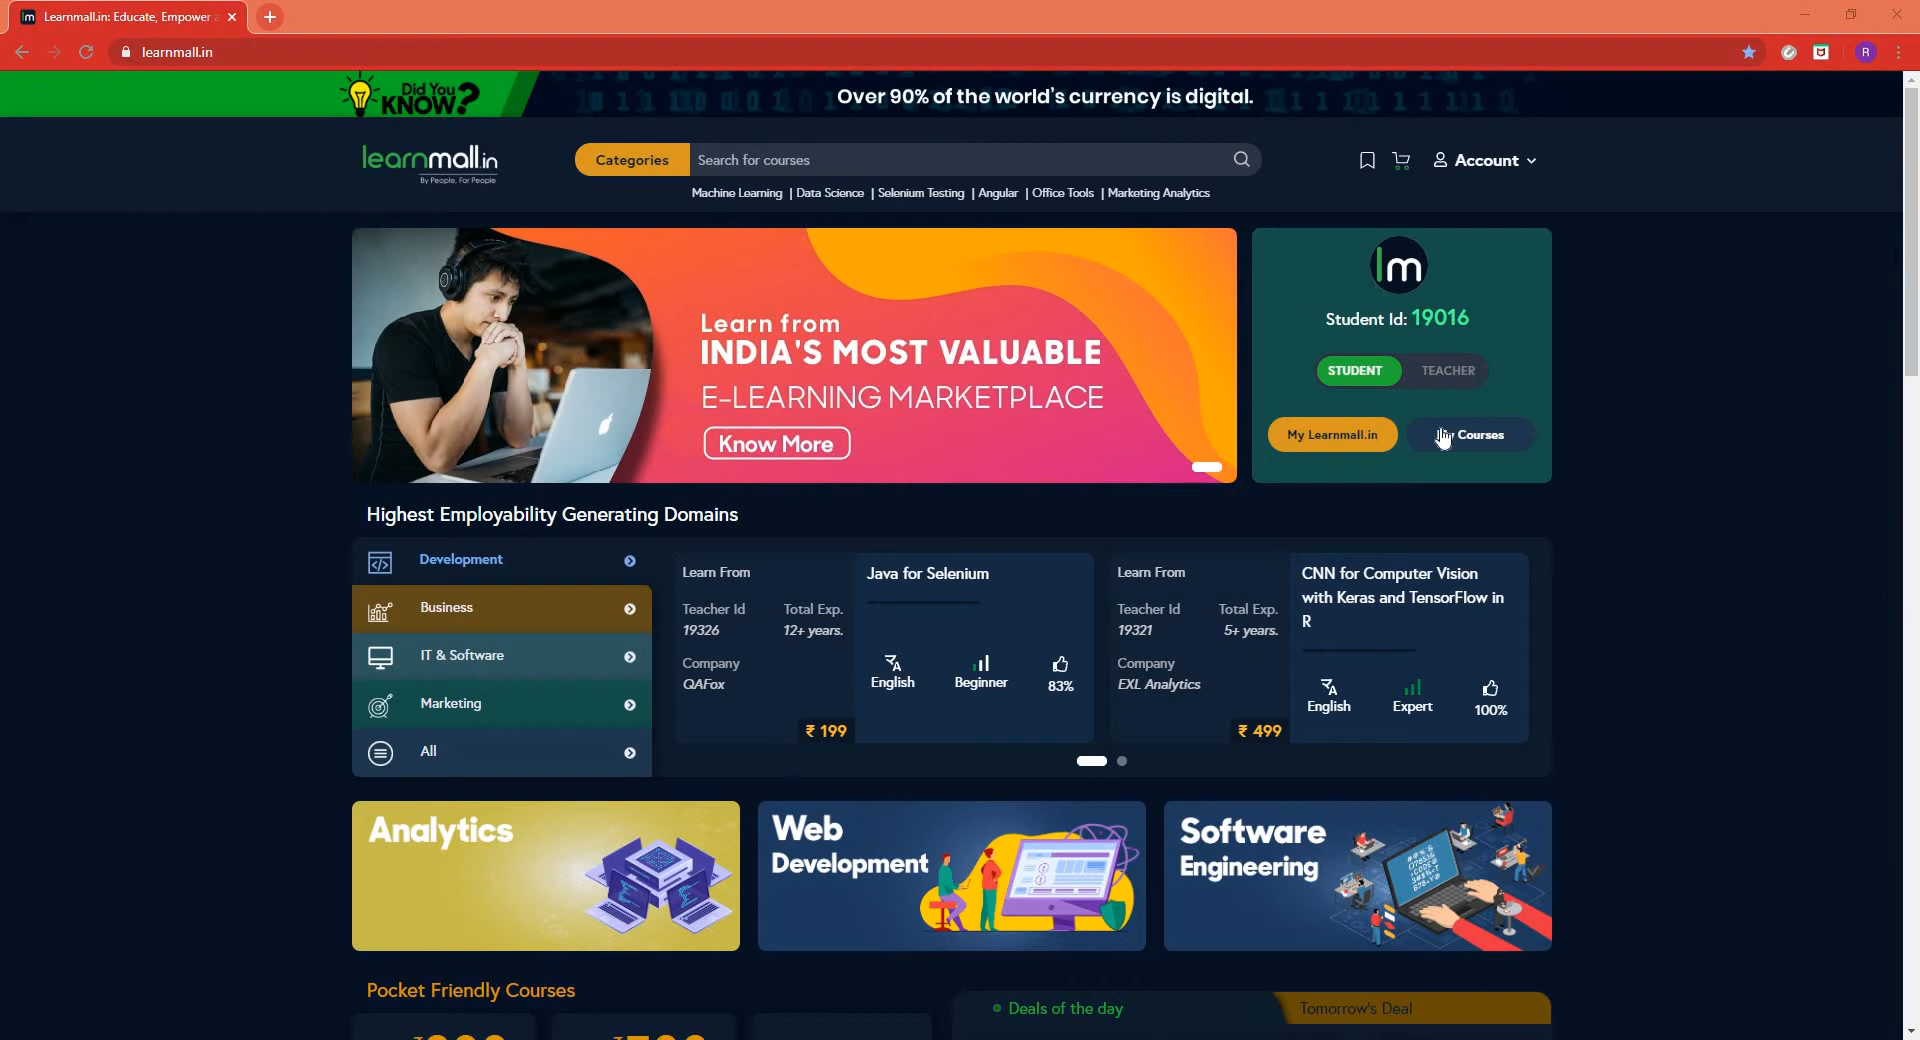 Learnmall.in: Educate, Empower
learnmall.in
R
Did You
KNOW?
Over 90% of the world's currency is digital.
learnmall.in
By People, For People
Categories
Search for courses
Account
Machine Learning | Data Science | Selenium Testing | Angular | Office Tools | Marketing Analytics
Learn from
INDIA'S MOST VALUABLE
E-LEARNING MARKETPLACE
Know More
lm
Student Id: 19016
STUDENT
TEACHER
My Learnmall.in
Courses
Highest Employability Generating Domains
Development
Business
IT & Software
Marketing
All
Learn From
Teacher Id
Total Exp.
19326
12+ years.
Company
QAFox
₹ 199
Java for Selenium
English
Beginner
83%
Learn From
Teacher Id
Total Exp.
19321
5+ years.
Company
EXL Analytics
₹ 499
CNN for Computer Vision
with Keras and TensorFlow in
R
English
Expert
100%
Analytics
Web
Development
Software
Engineering
Pocket Friendly Courses
Deals of the day
Tomorrow's Deal